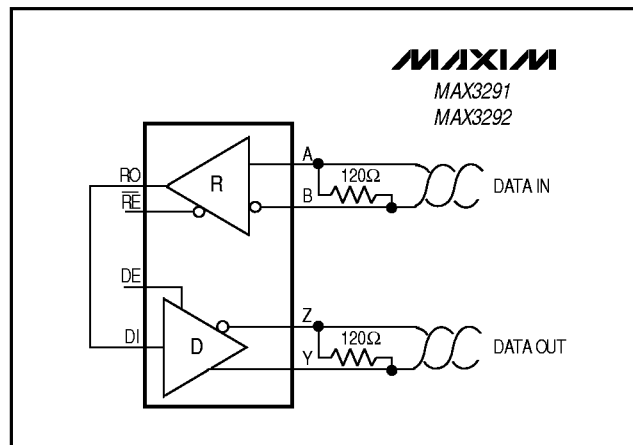 MAXIM
MAX3291
MAX3292
A
120Ω
RO
R
DATA IN
RE
B
DE
Z
120Ω
DI
D
DATA OUT
Y